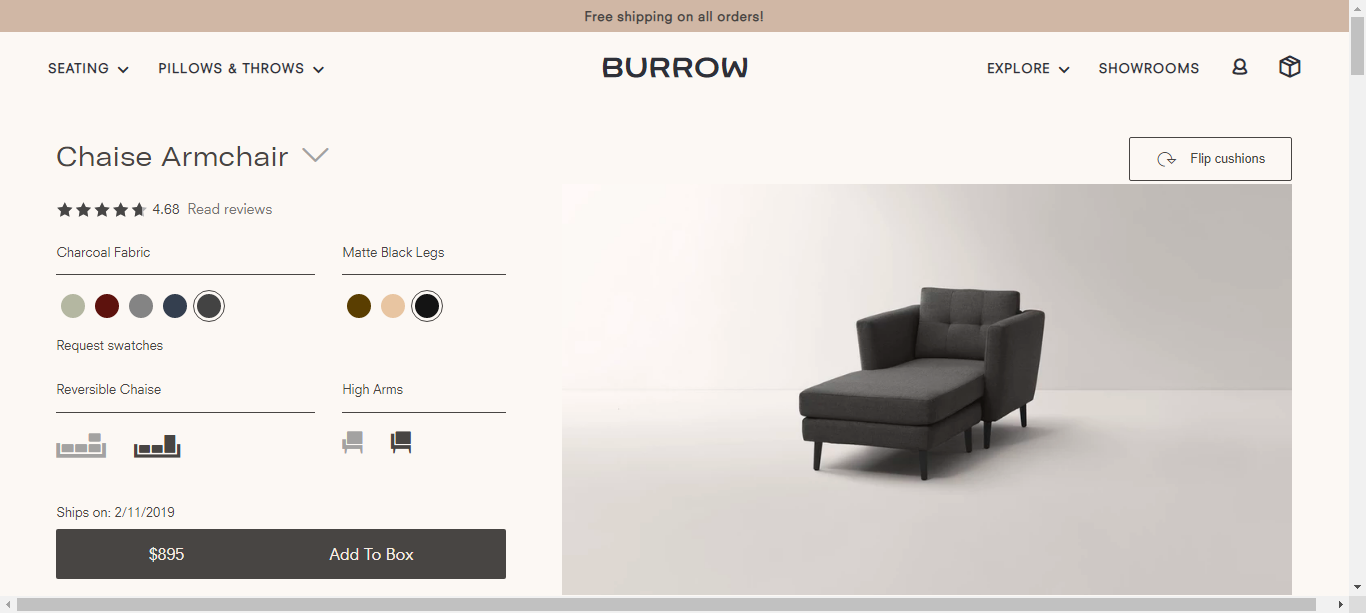 Free shipping on all orders!
SEATING PILLOWS & THROWS BURROW EXPLORE SHOWROOMS
Chaise Armchair
Flip cushions
4.68 Read reviews
Charcoal Fabric Matte Black Legs
Request swatches
Reversible Chaise High Arms
Ships on: 2/11/2019
$895 Add To Box